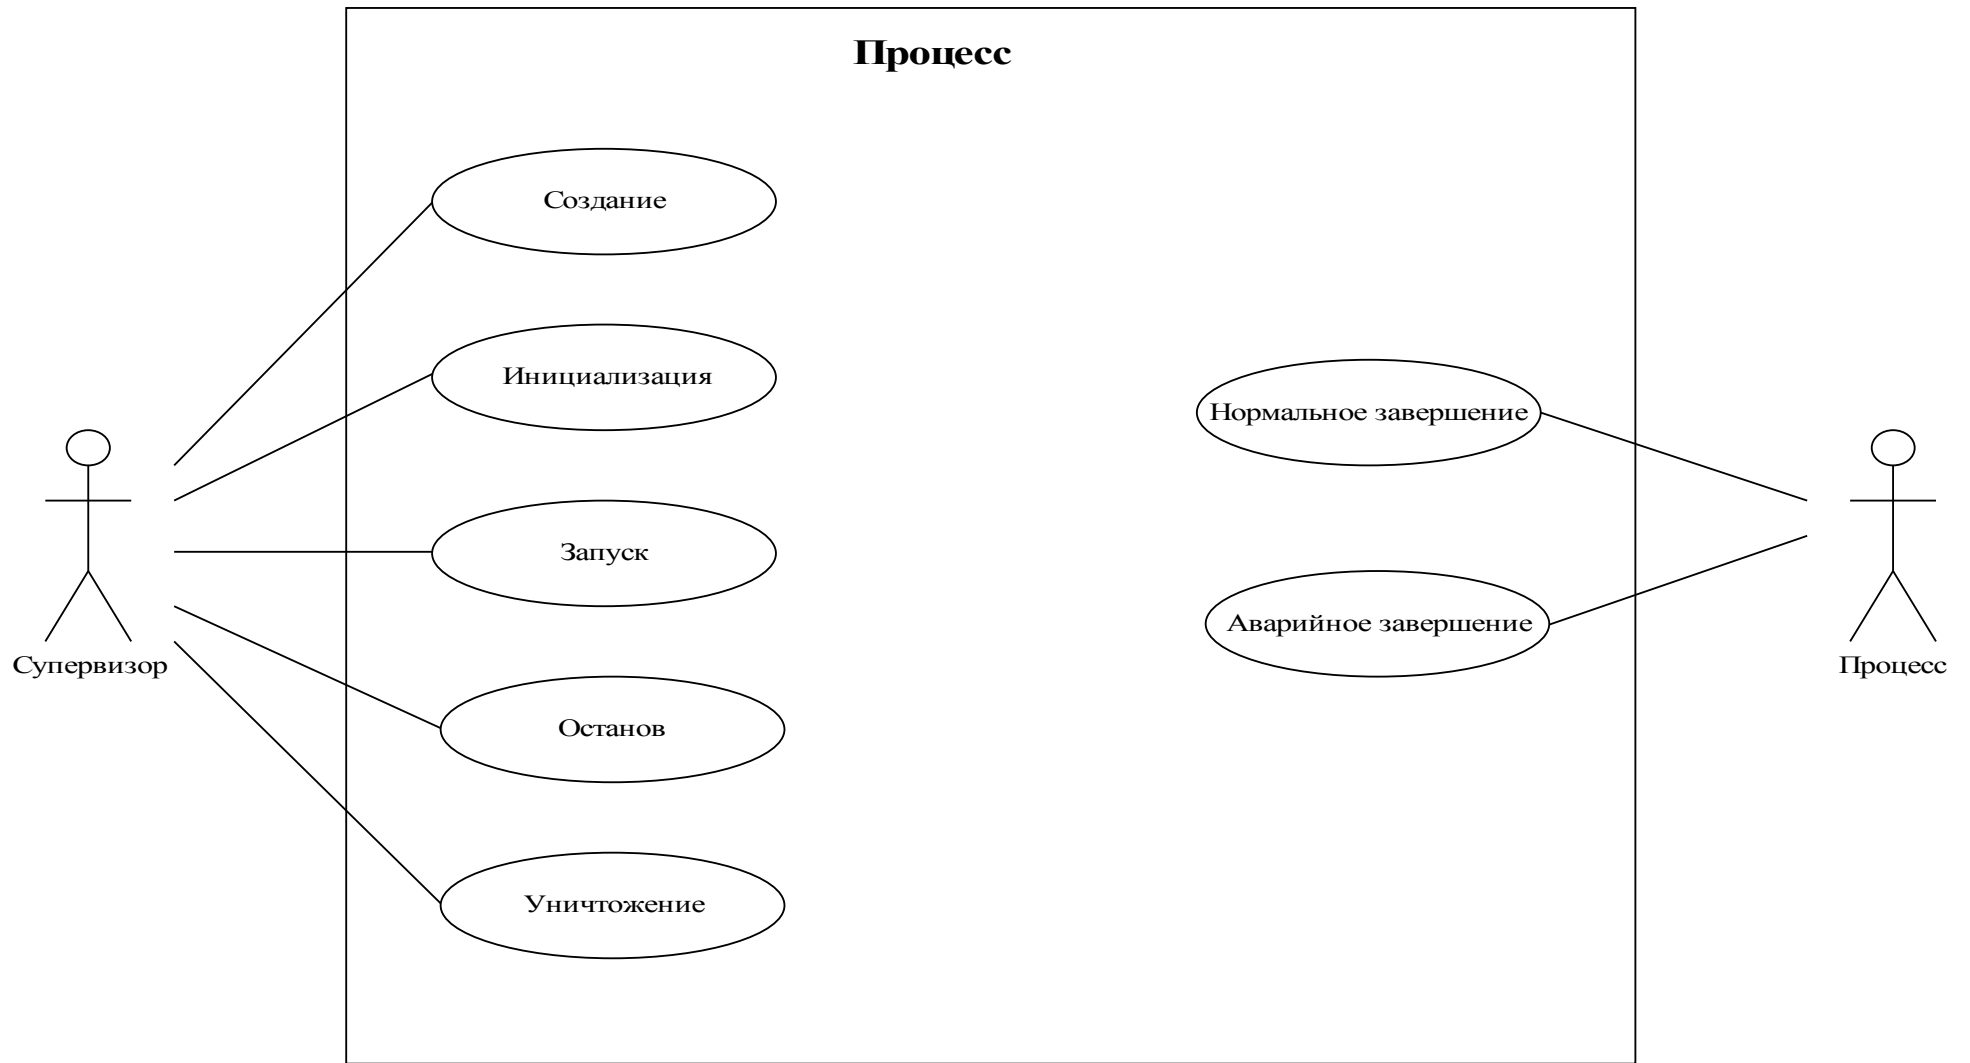 Процесс
Создание
Инициализация
Нормальное завершение
Запуск
Аварийное завершение
Супервизор
Процесс
Останов
Уничтожение